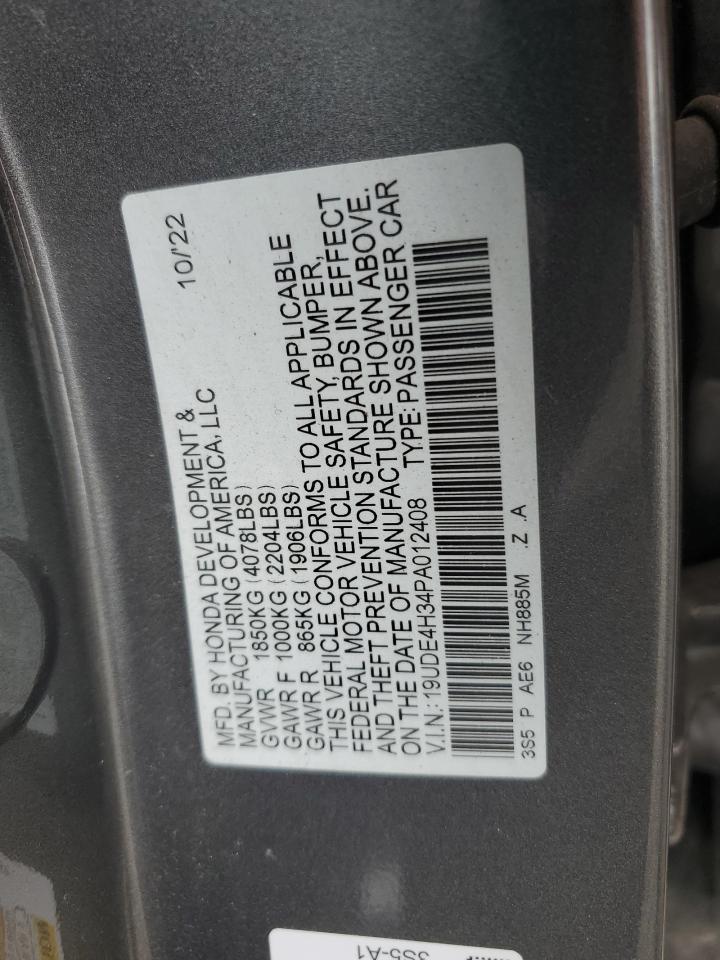 MFD. BY HONDA DEVELOPMENT & 10/'22
MANUFACTURING OF AMERICA, LLC
GVWR 1850KG (4078LBS)
GAWR F 1000KG (2204LBS)
GAWR R 865KG (1906LBS)
THIS VEHICLE CONFORMS TO ALL APPLICABLE
FEDERAL MOTOR VEHICLE SAFETY, BUMPER,
AND THEFT PREVENTION STANDARDS IN EFFECT
ON THE DATE OF MANUFACTURE SHOWN ABOVE.
V.I.N.: 19UDE4H34PA012408 TYPE: PASSENGER CAR
3S5 P AE6 NH885M .Z .A
3S5-A1